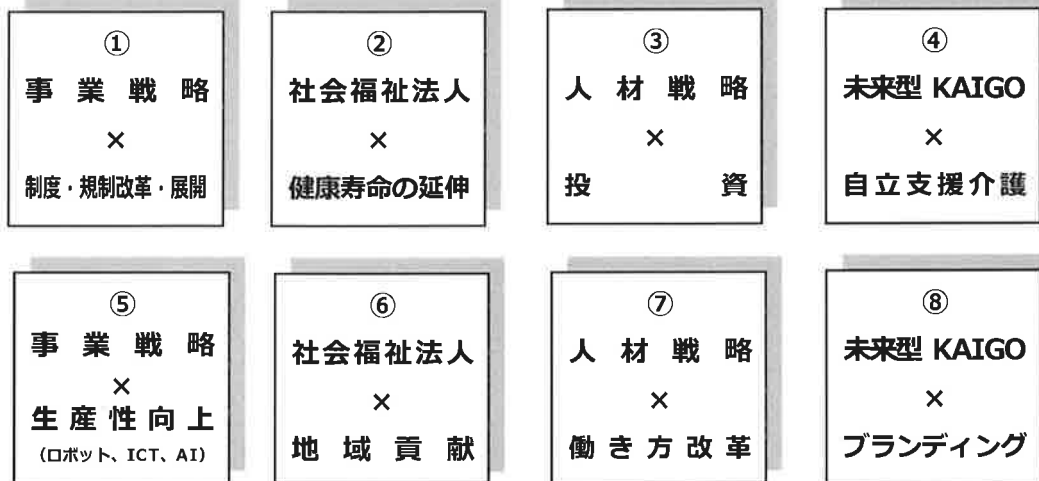 ①
事業戦略
×
制度・規制改革・展開
②
社会福祉法人
×
健康寿命の延伸
③
人材戦略
×
投資
④
未来型 KAIGO
×
自立支援介護
⑤
事業戦略
×
生産性向上
(ロボット、ICT、AI)
⑥
社会福祉法人
×
地域貢献
⑦
人材戦略
×
働き方改革
⑧
未来型 KAIGO
×
ブランディング